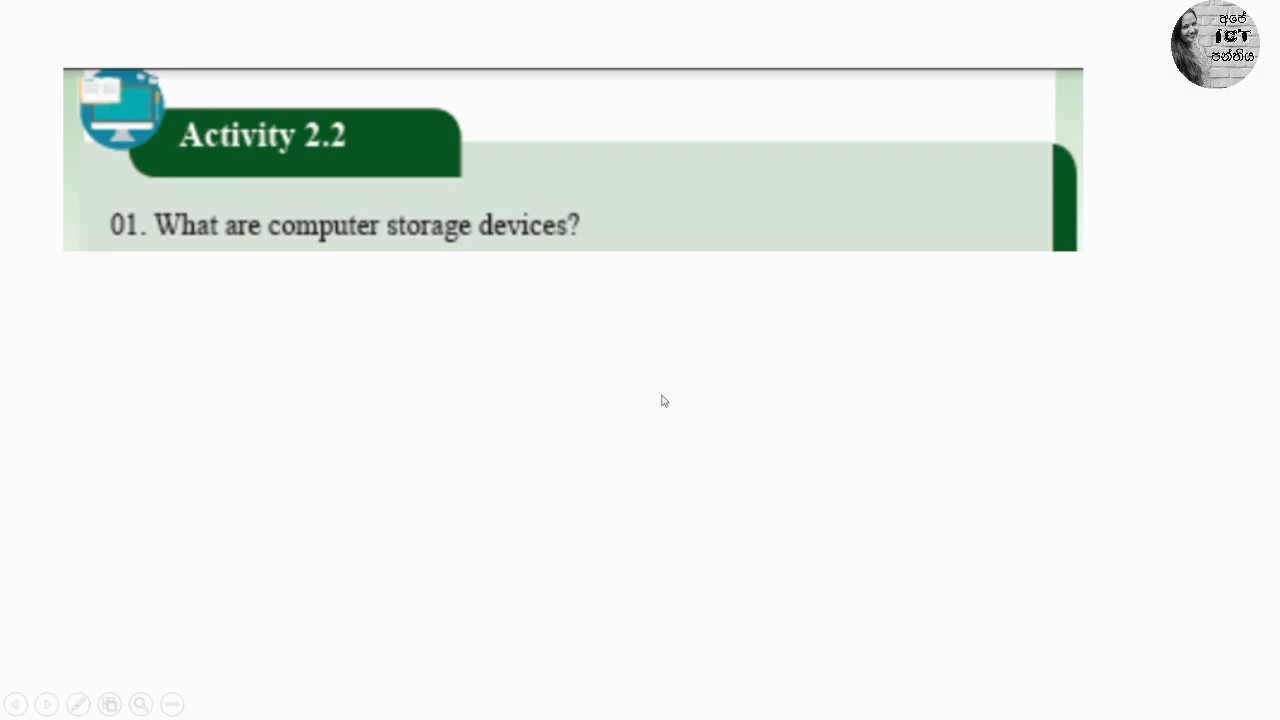 අපේ
ICT
පන්තිය
Activity 2.2
01. What are computer storage devices?